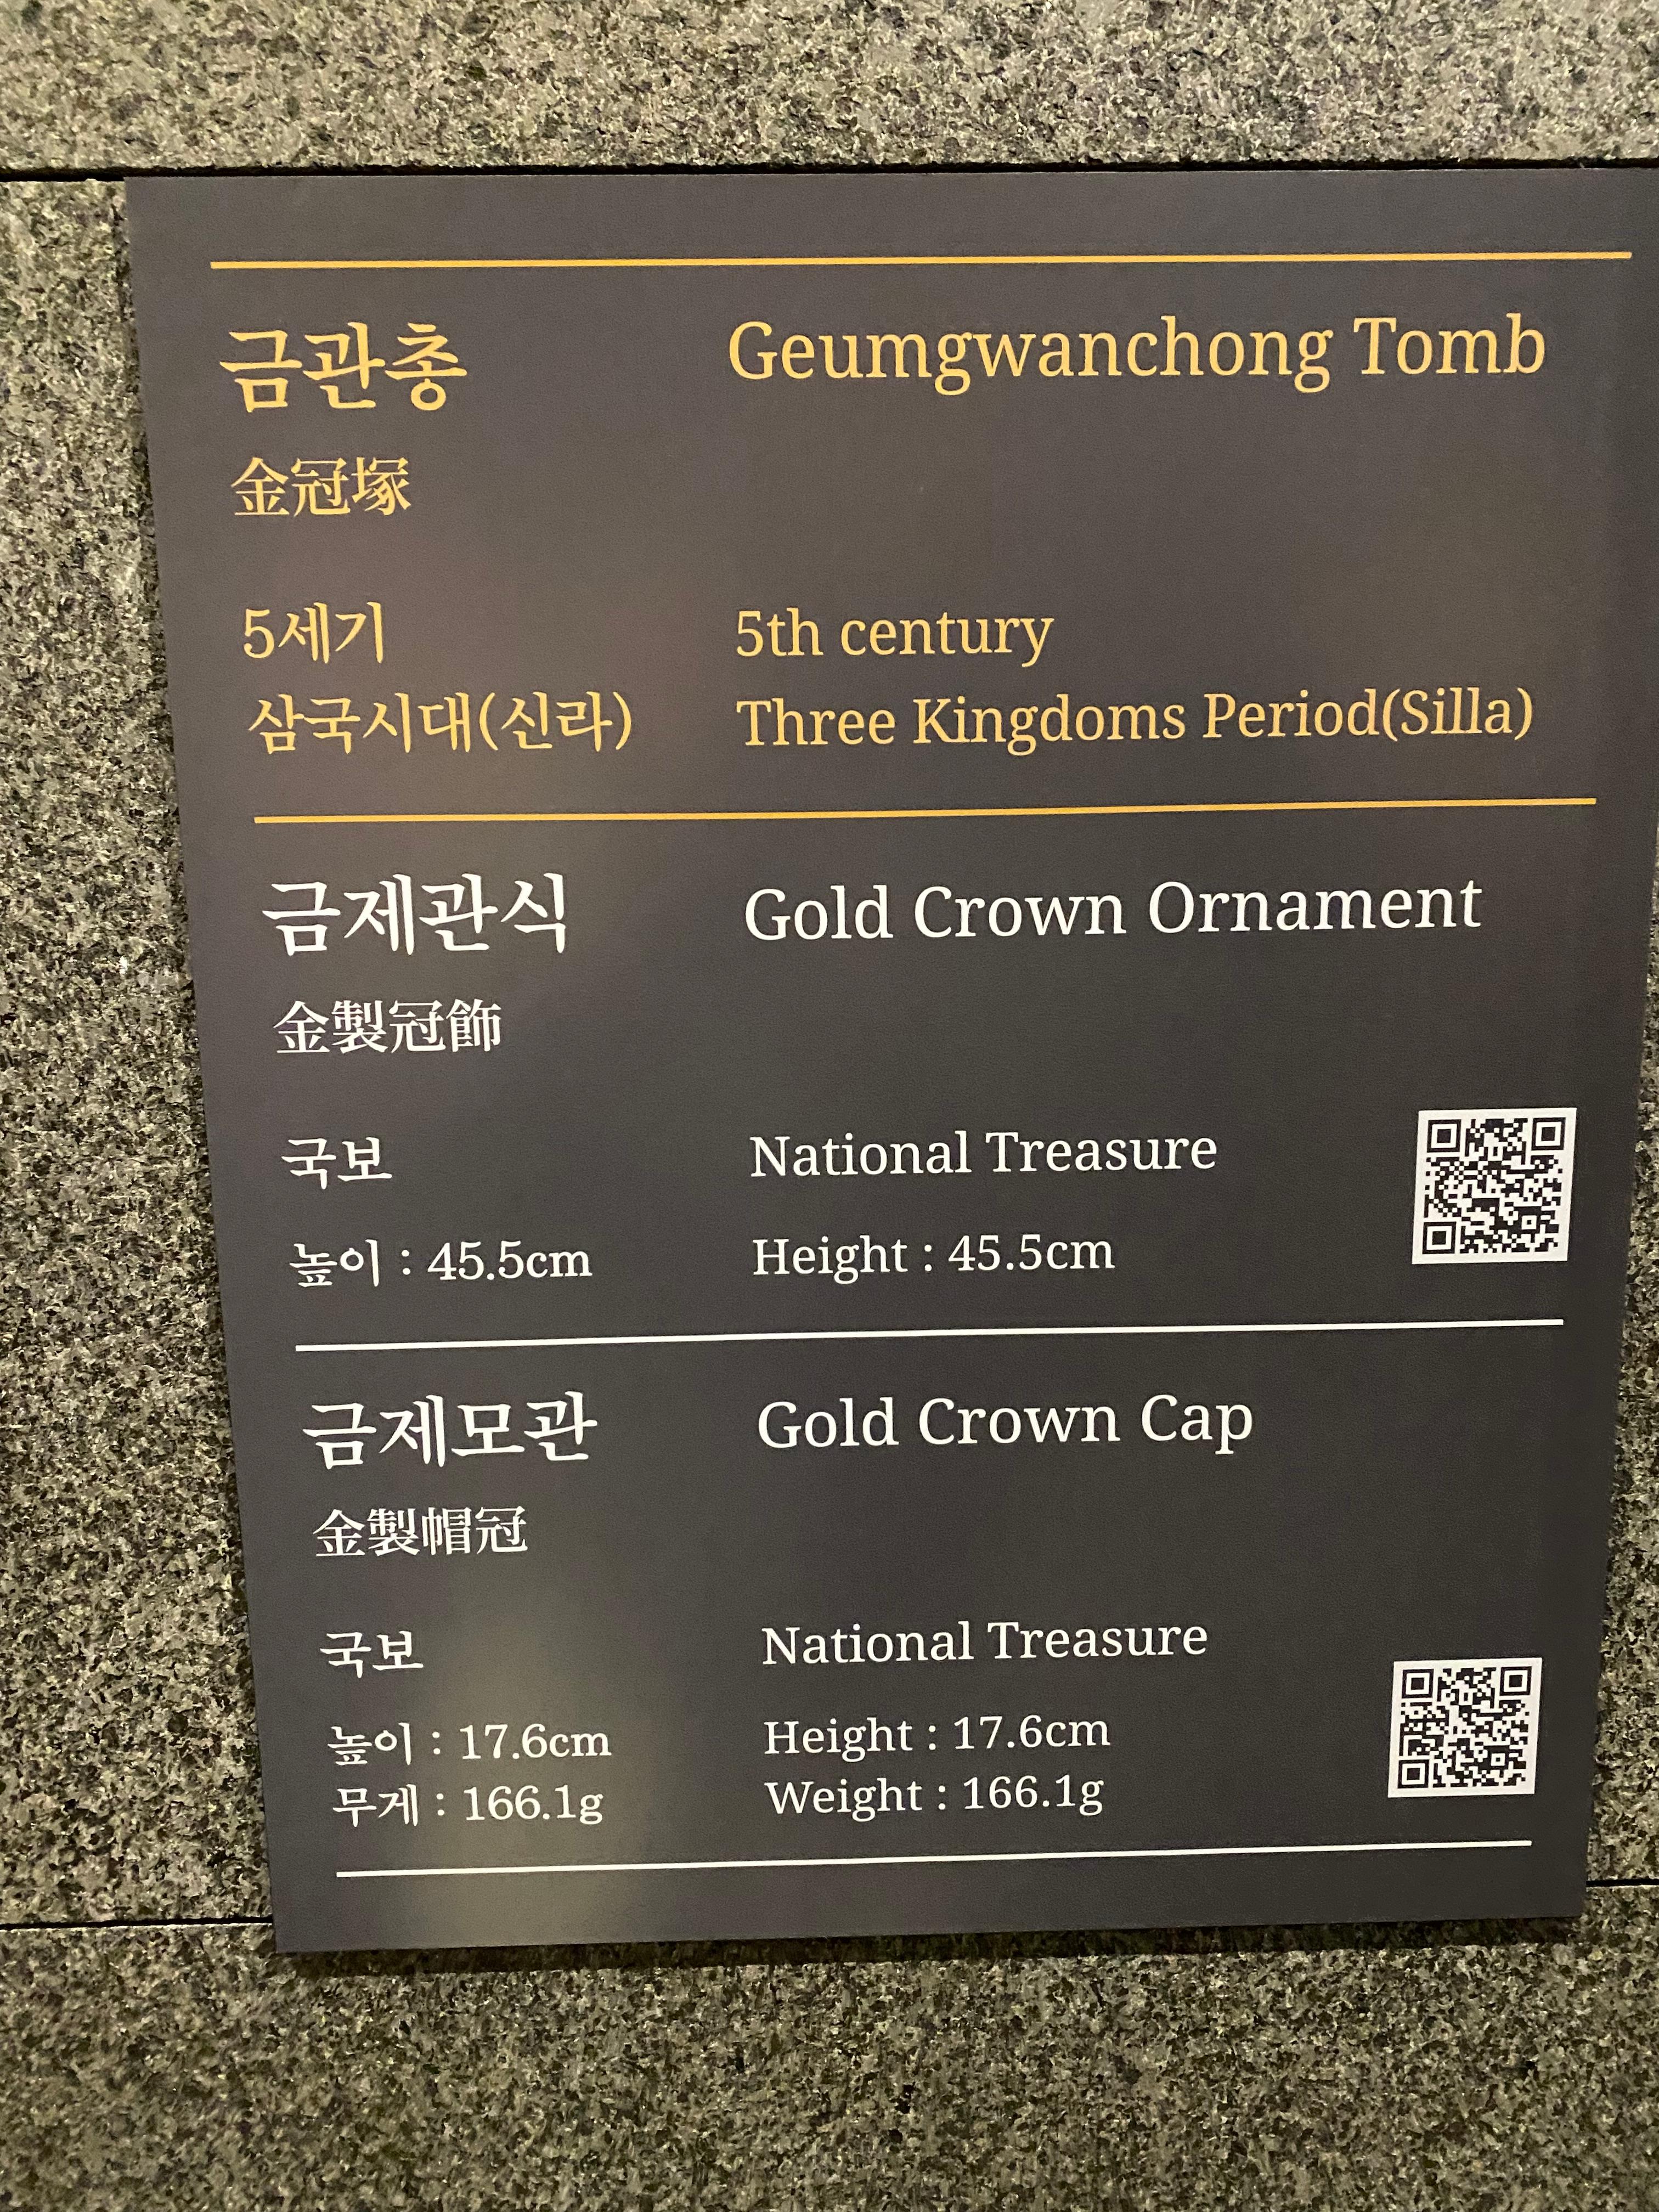 금관총 Geumgwanchong Tomb
金冠塚
5세기 5th century
삼국시대(신라) Three Kingdoms Period(Silla)
금제관식 Gold Crown Ornament
金製冠飾
국보 National Treasure
높이 : 45.5cm Height : 45.5cm
금제모관 Gold Crown Cap
金製帽冠
국보 National Treasure
높이 : 17.6cm Height : 17.6cm
무게 : 166.1g Weight : 166.1g